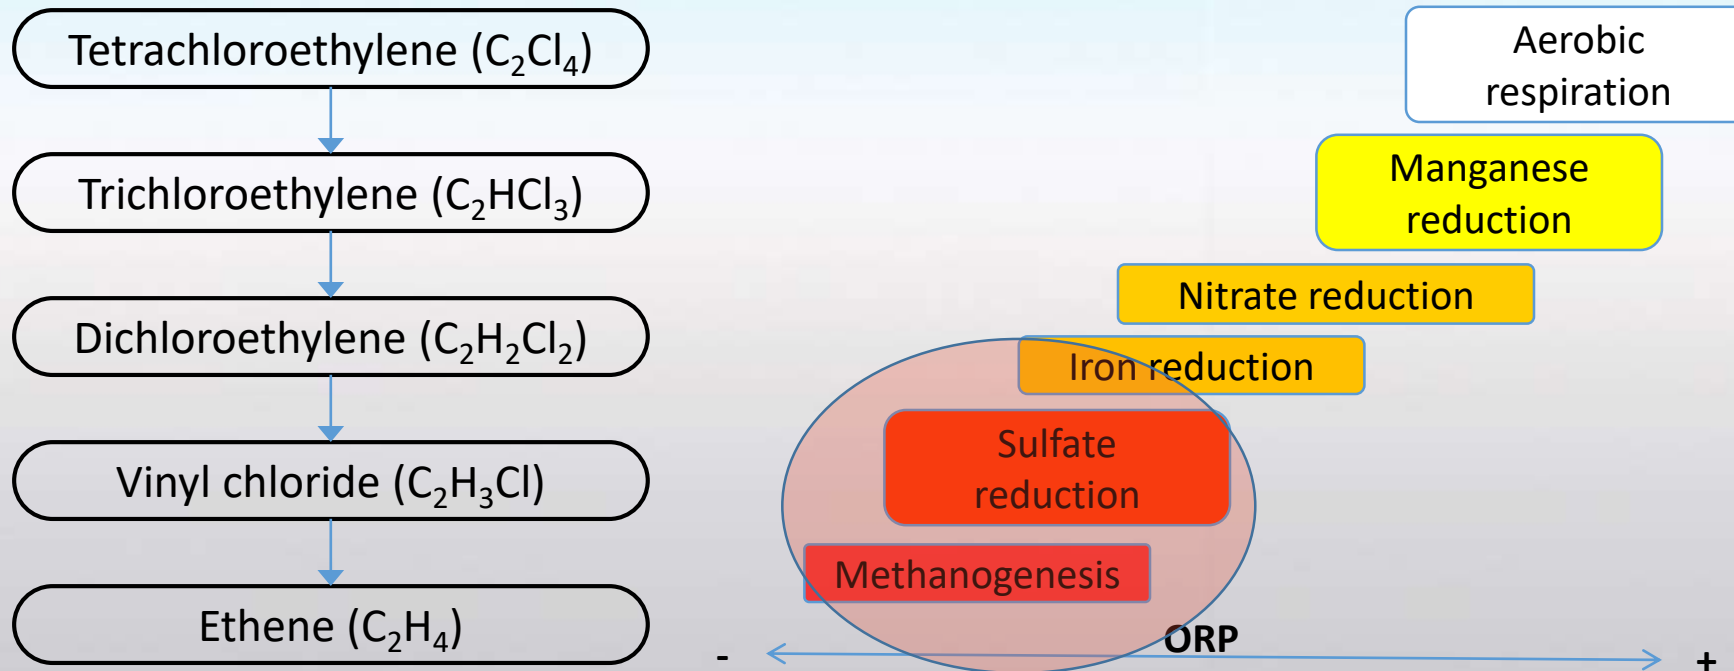 Tetrachloroethylene (C₂Cl₄)
Trichloroethylene (C₂HCl₃)
Dichloroethylene (C₂H₂Cl₂)
Vinyl chloride (C₂H₃Cl)
Ethene (C₂H₄)
Aerobic
respiration
Manganese
reduction
Nitrate reduction
Iron reduction
Sulfate
reduction
Methanogenesis
ORP
-
+